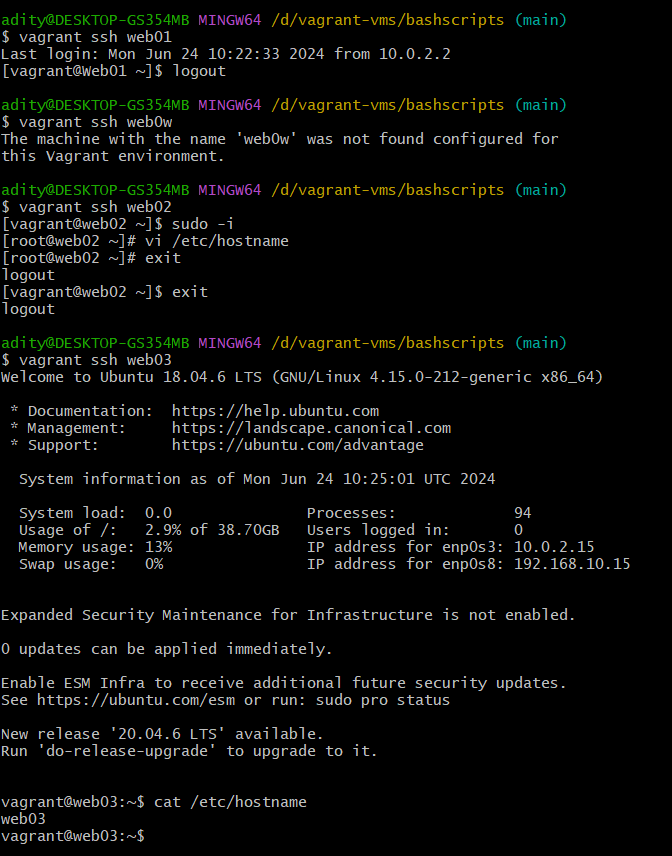 adity@DESKTOP-GS354MB MINGW64 /d/vagrant-vms/bashscripts (main)
$ vagrant ssh web01
Last login: Mon Jun 24 10:22:33 2024 from 10.0.2.2
[vagrant@Web01 ~]$ logout

adity@DESKTOP-GS354MB MINGW64 /d/vagrant-vms/bashscripts (main)
$ vagrant ssh web0w
The machine with the name 'web0w' was not found configured for
this Vagrant environment.

adity@DESKTOP-GS354MB MINGW64 /d/vagrant-vms/bashscripts (main)
$ vagrant ssh web02
[vagrant@web02 ~]$ sudo -i
[root@web02 ~]# vi /etc/hostname
[root@web02 ~]# exit
logout
[vagrant@web02 ~]$ exit
logout

adity@DESKTOP-GS354MB MINGW64 /d/vagrant-vms/bashscripts (main)
$ vagrant ssh web03
Welcome to Ubuntu 18.04.6 LTS (GNU/Linux 4.15.0-212-generic x86_64)

 * Documentation:  https://help.ubuntu.com
 * Management:     https://landscape.canonical.com
 * Support:        https://ubuntu.com/advantage

  System information as of Mon Jun 24 10:25:01 UTC 2024

  System load:  0.0                Processes:             94
  Usage of /:   2.9% of 38.70GB   Users logged in:       0
  Memory usage: 13%               IP address for enp0s3: 10.0.2.15
  Swap usage:   0%                IP address for enp0s8: 192.168.10.15


Expanded Security Maintenance for Infrastructure is not enabled.

0 updates can be applied immediately.

Enable ESM Infra to receive additional future security updates.
See https://ubuntu.com/esm or run: sudo pro status

New release '20.04.6 LTS' available.
Run 'do-release-upgrade' to upgrade to it.


vagrant@web03:~$ cat /etc/hostname
web03
vagrant@web03:~$